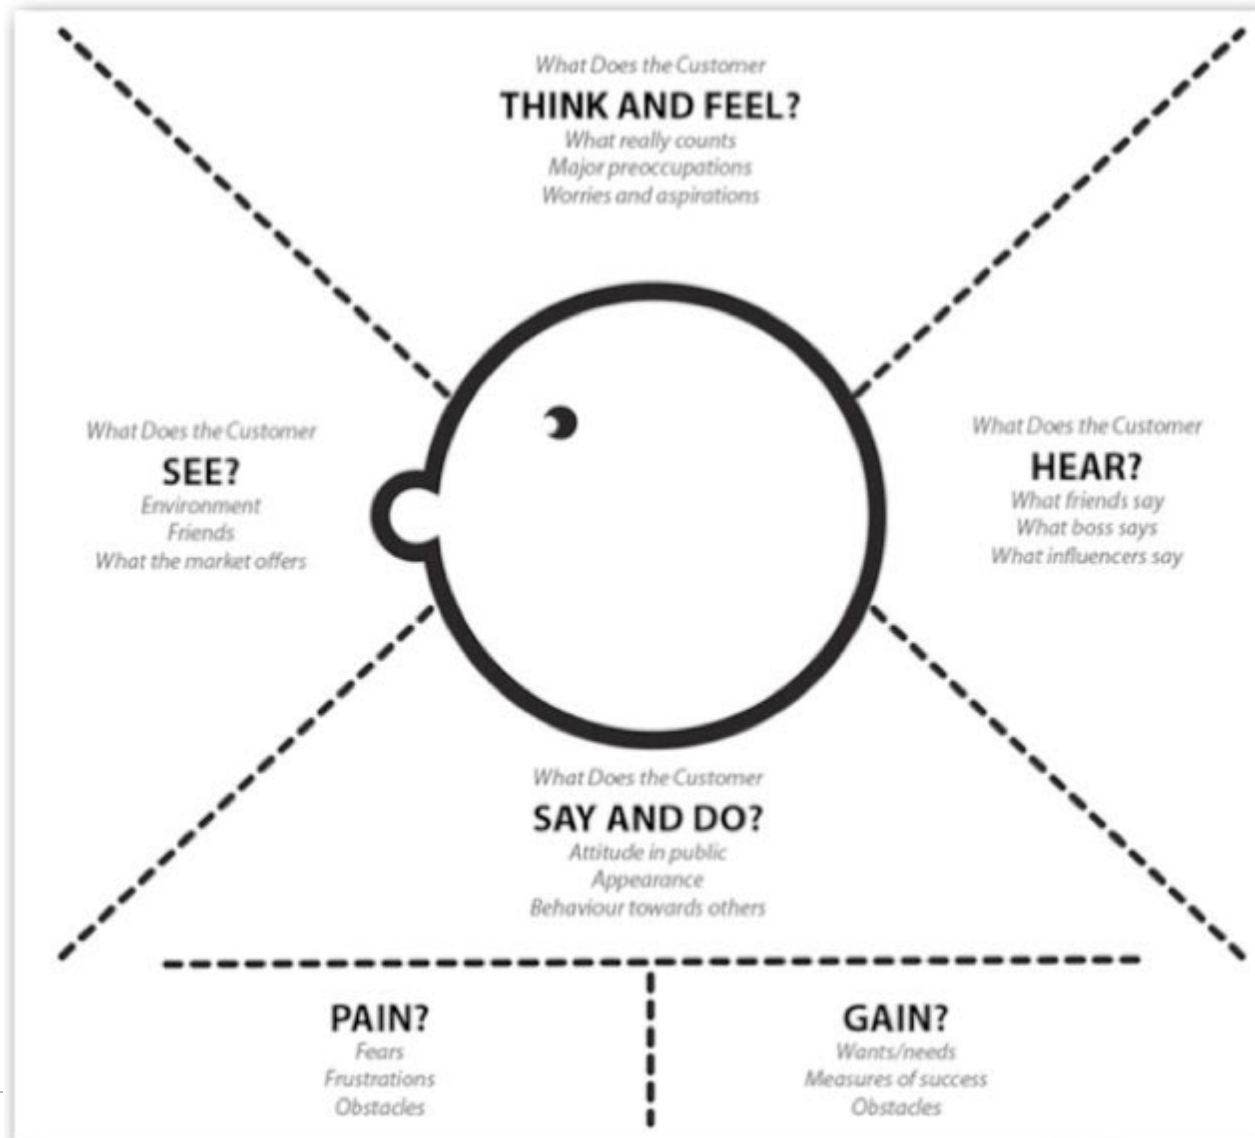 What Does the Customer
THINK AND FEEL?
What really counts
Major preoccupations
Worries and aspirations
What Does the Customer
SEE?
Environment
Friends
What the market offers
What Does the Customer
HEAR?
What friends say
What boss says
What influencers say
What Does the Customer
SAY AND DO?
Attitude in public
Appearance
Behaviour towards others
PAIN?
Fears
Frustrations
Obstacles
GAIN?
Wants/needs
Measures of success
Obstacles